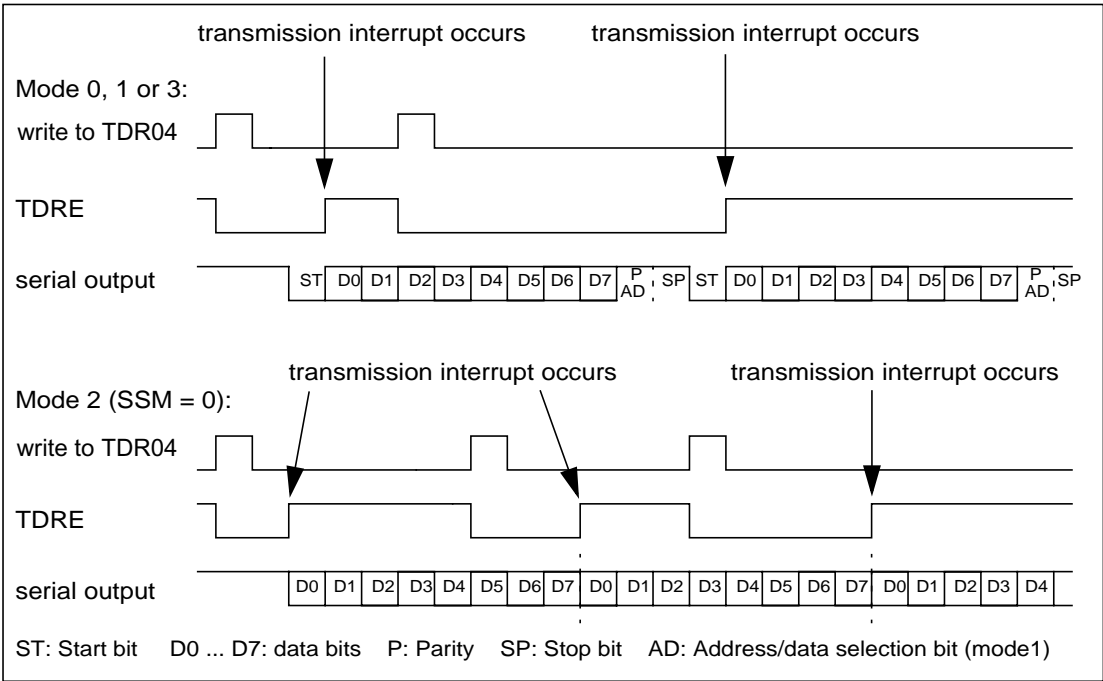 transmission interrupt occurs transmission interrupt occurs
Mode 0, 1 or 3:
write to TDR04
TDRE
serial output ST D0 D1 D2 D3 D4 D5 D6 D7 P AD SP ST D0 D1 D2 D3 D4 D5 D6 D7 P AD SP
transmission interrupt occurs transmission interrupt occurs
Mode 2 (SSM = 0):
write to TDR04
TDRE
serial output D0 D1 D2 D3 D4 D5 D6 D7 D0 D1 D2 D3 D4 D5 D6 D7 D0 D1 D2 D3 D4
ST: Start bit D0 ... D7: data bits P: Parity SP: Stop bit AD: Address/data selection bit (mode1)